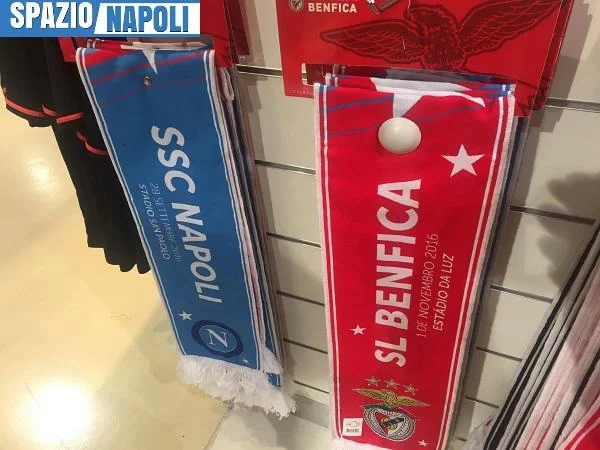 SPAZIO NAPOLI
BENFICA
SSC NAPOLI
28 SETTEMBRE 2016
STADIO SAN PAOLO
N
SL BENFICA
1 DE NOVEMBRO 2016
ESTÁDIO DA LUZ